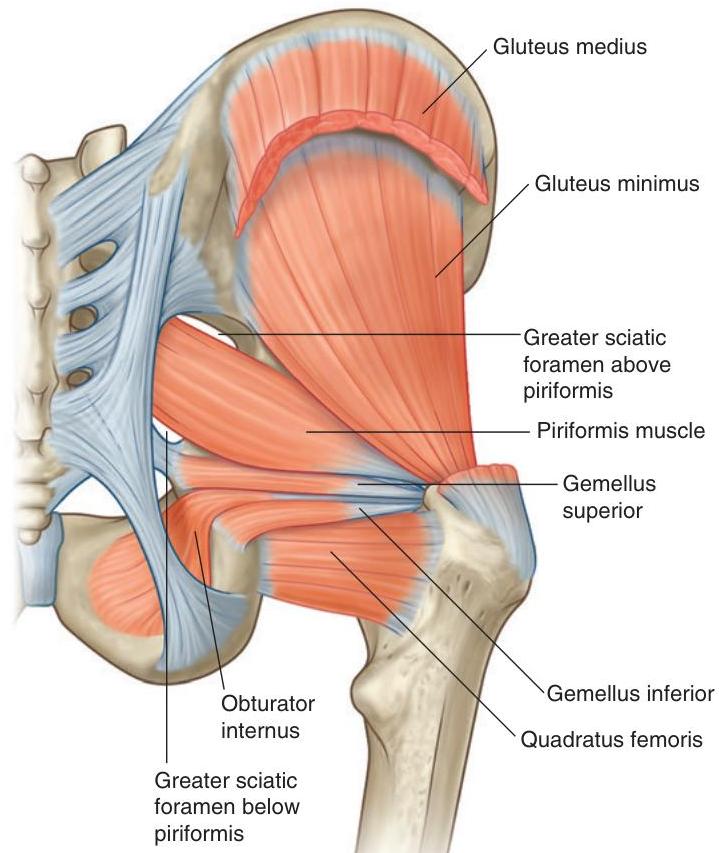 Gluteus medius
Gluteus minimus
Greater sciatic
foramen above
piriformis
Piriformis muscle
Gemellus
superior
Gemellus inferior
Obturator
internus
Quadratus femoris
Greater sciatic
foramen below
piriformis